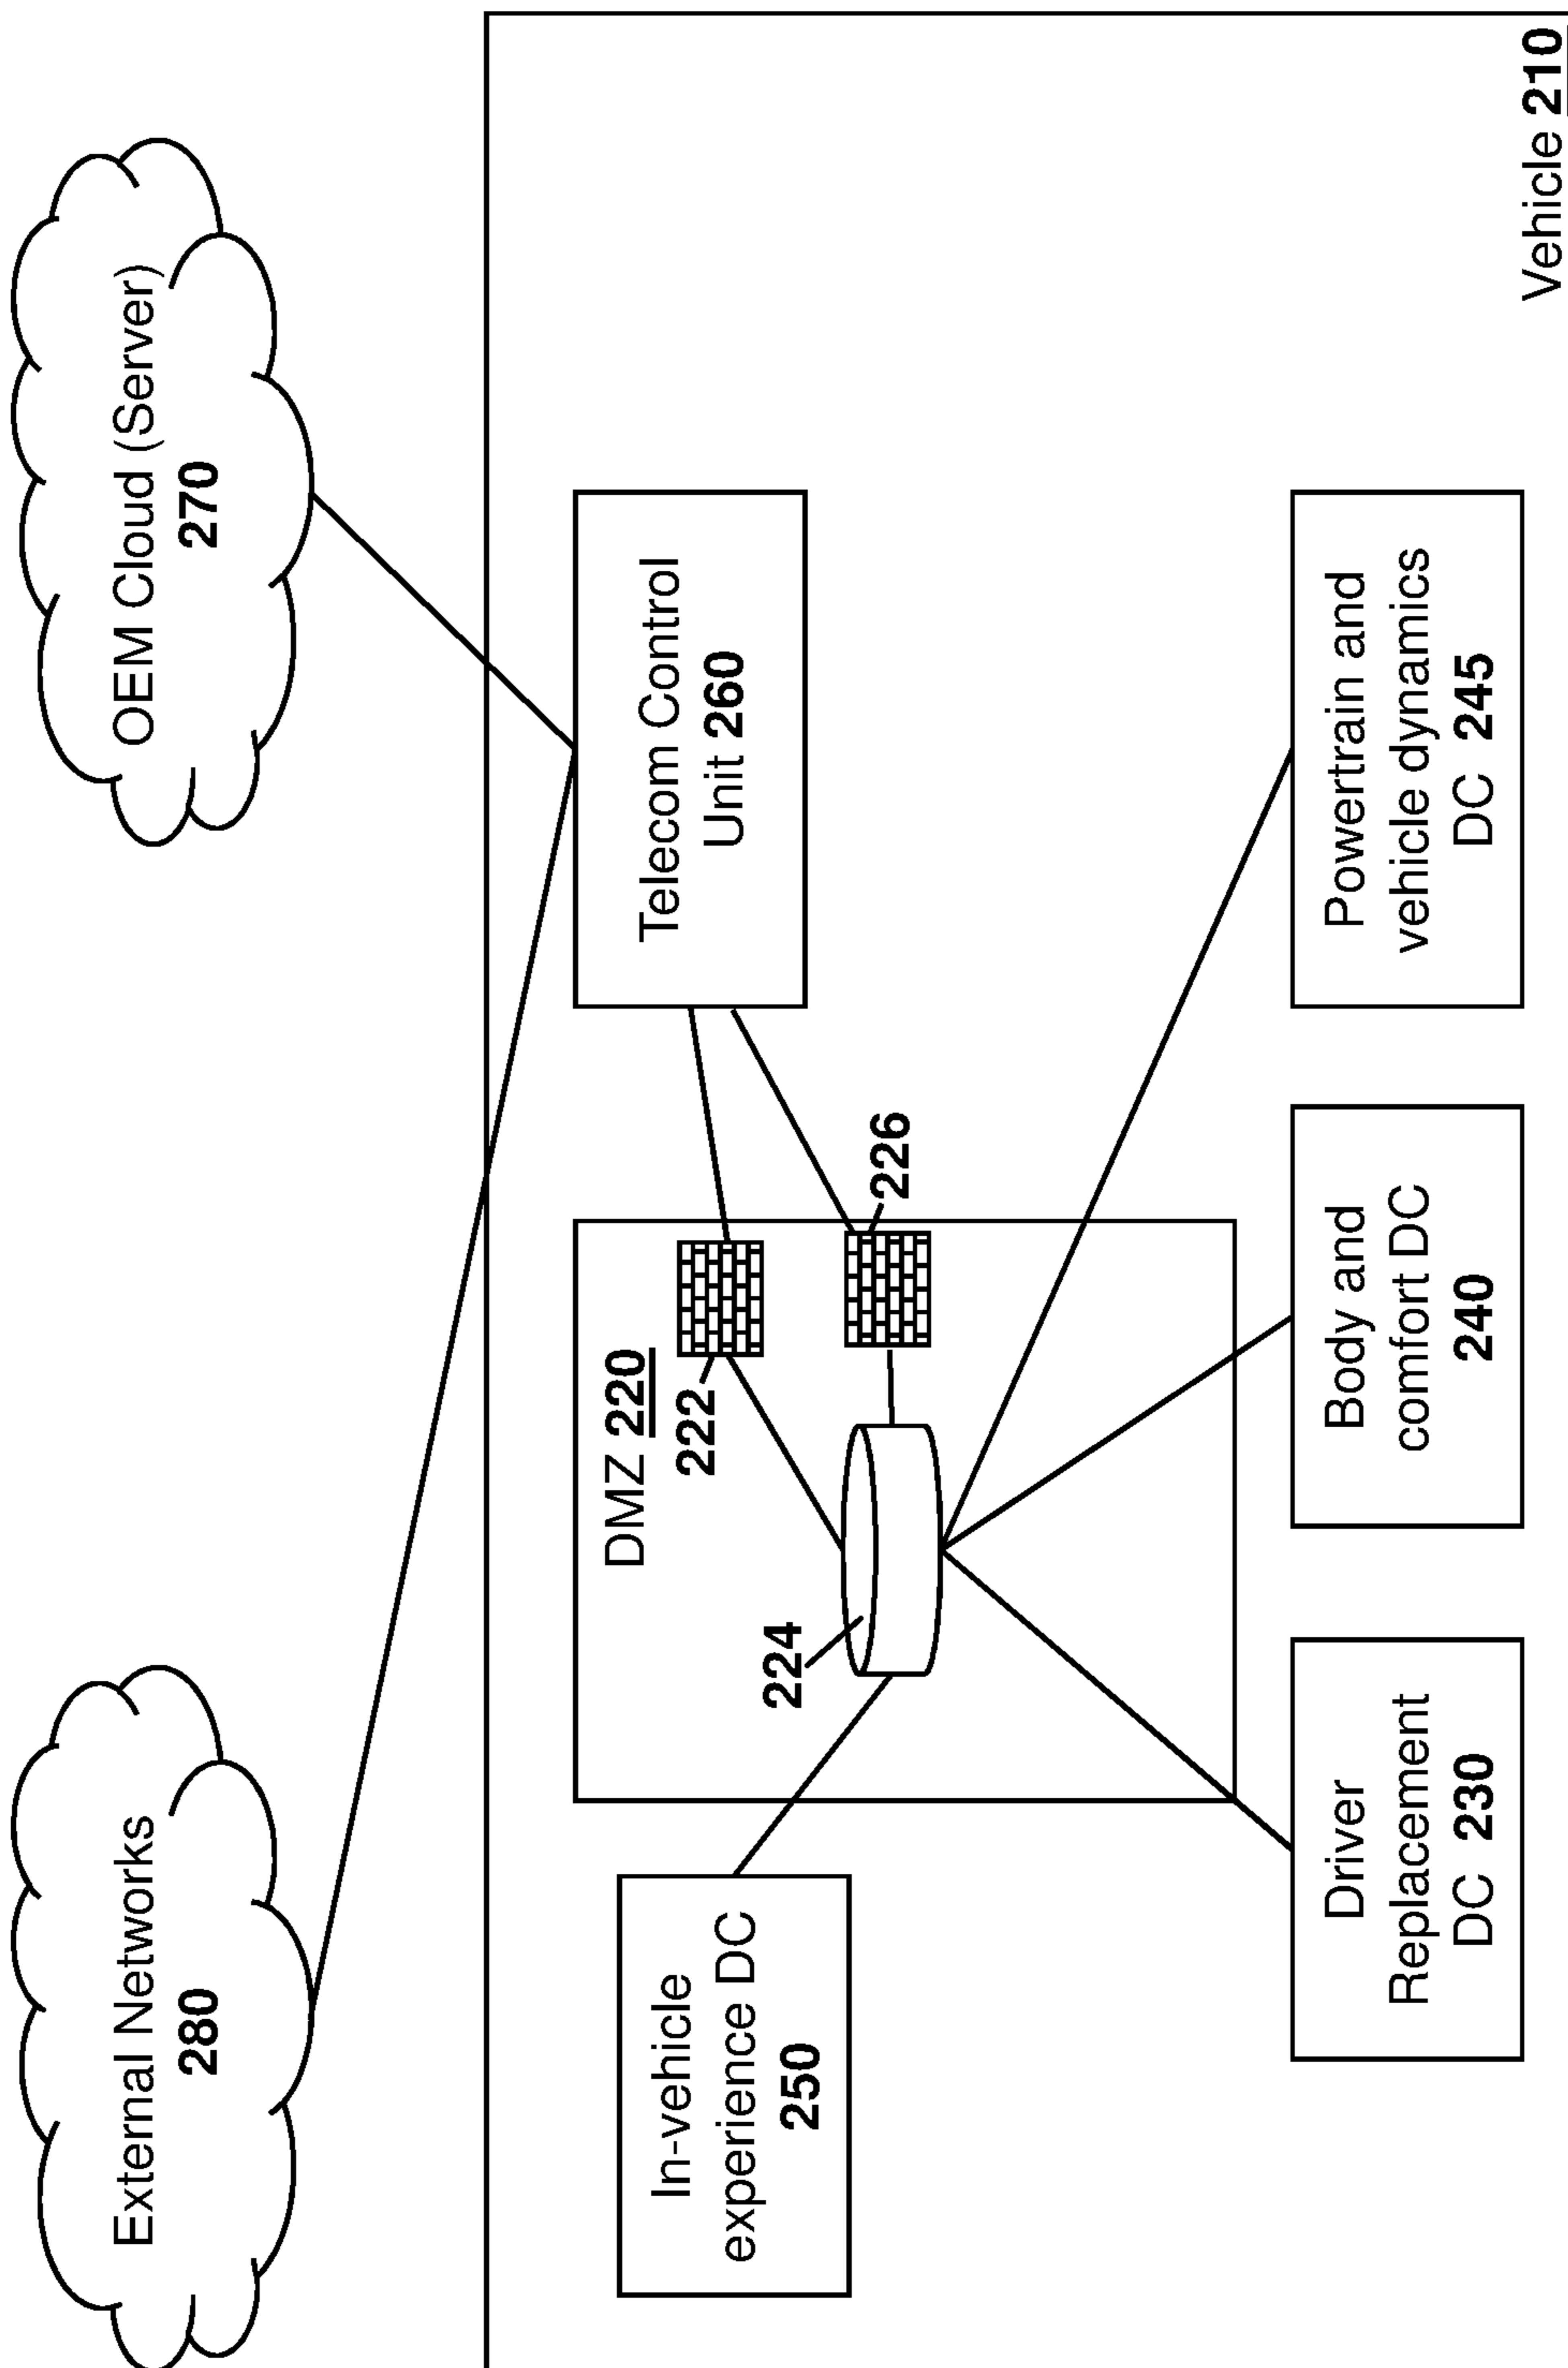 External Networks
280
OEM Cloud (Server)
270
In-vehicle
experience DC
250
DMZ 220
222
224
226
Telecom Control
Unit 260
Driver
Replacement
DC 230
Body and
comfort DC
240
Powertrain and
vehicle dynamics
DC 245
Vehicle 210